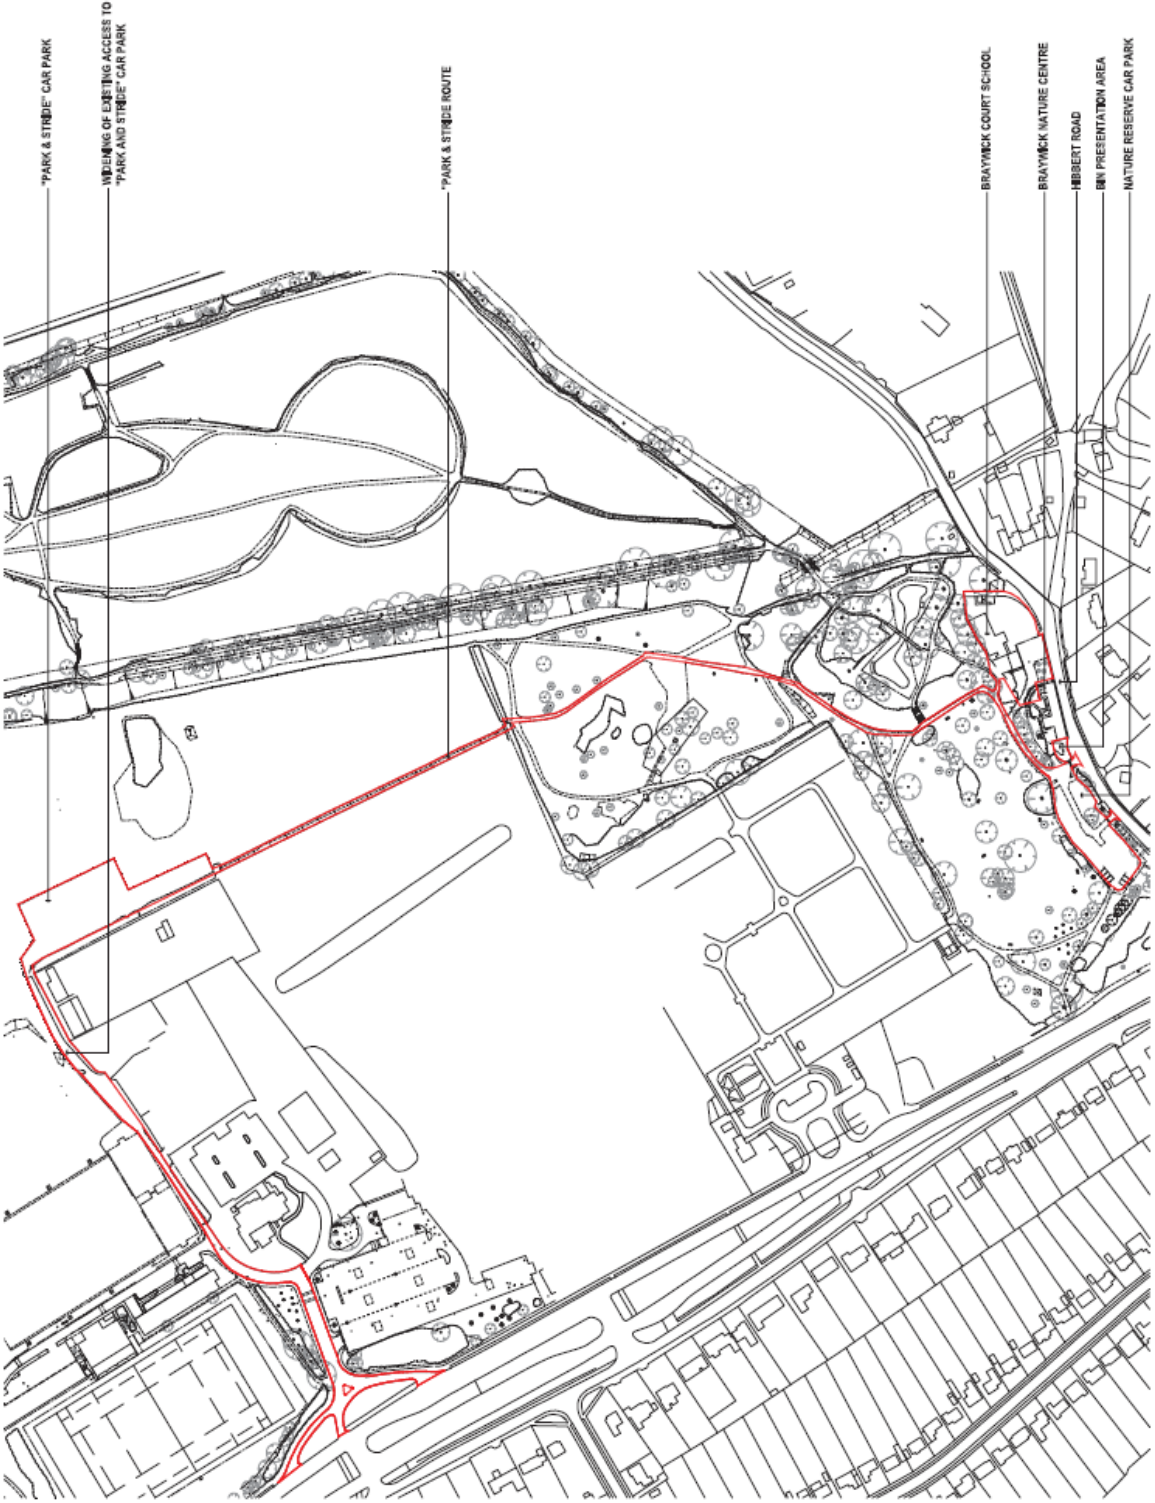 "PARK & STRIDE" CAR PARK
WIDENING OF EXISTING ACCESS TO
"PARK AND STRIDE" CAR PARK
"PARK & STRIDE ROUTE
BRAYWICK COURT SCHOOL
BRAYWICK NATURE CENTRE
HIBBERT ROAD
BIN PRESENTATION AREA
NATURE RESERVE CAR PARK